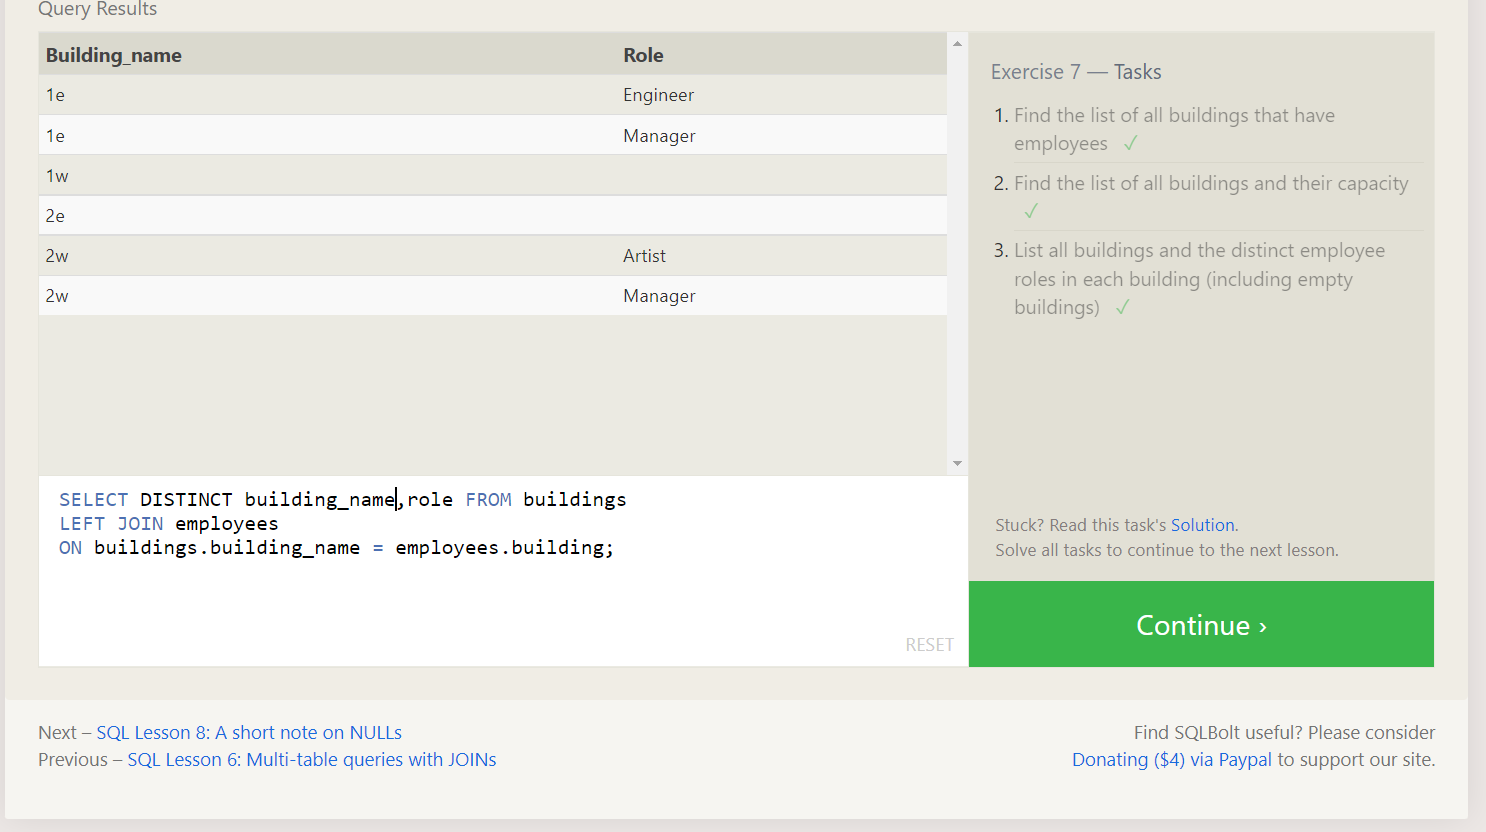 Query Results
Building_name Role
1e Engineer
1e Manager
1w
2e
2w Artist
2w Manager
SELECT DISTINCT building_name,role FROM buildings
LEFT JOIN employees
ON buildings.building_name = employees.building;
RESET
Exercise 7 — Tasks
1. Find the list of all buildings that have
employees ✓
2. Find the list of all buildings and their capacity
✓
3. List all buildings and the distinct employee
roles in each building (including empty
buildings) ✓
Stuck? Read this task's Solution.
Solve all tasks to continue to the next lesson.
Continue ›
Next – SQL Lesson 8: A short note on NULLs
Previous – SQL Lesson 6: Multi-table queries with JOINs
Find SQLBolt useful? Please consider
Donating ($4) via Paypal to support our site.